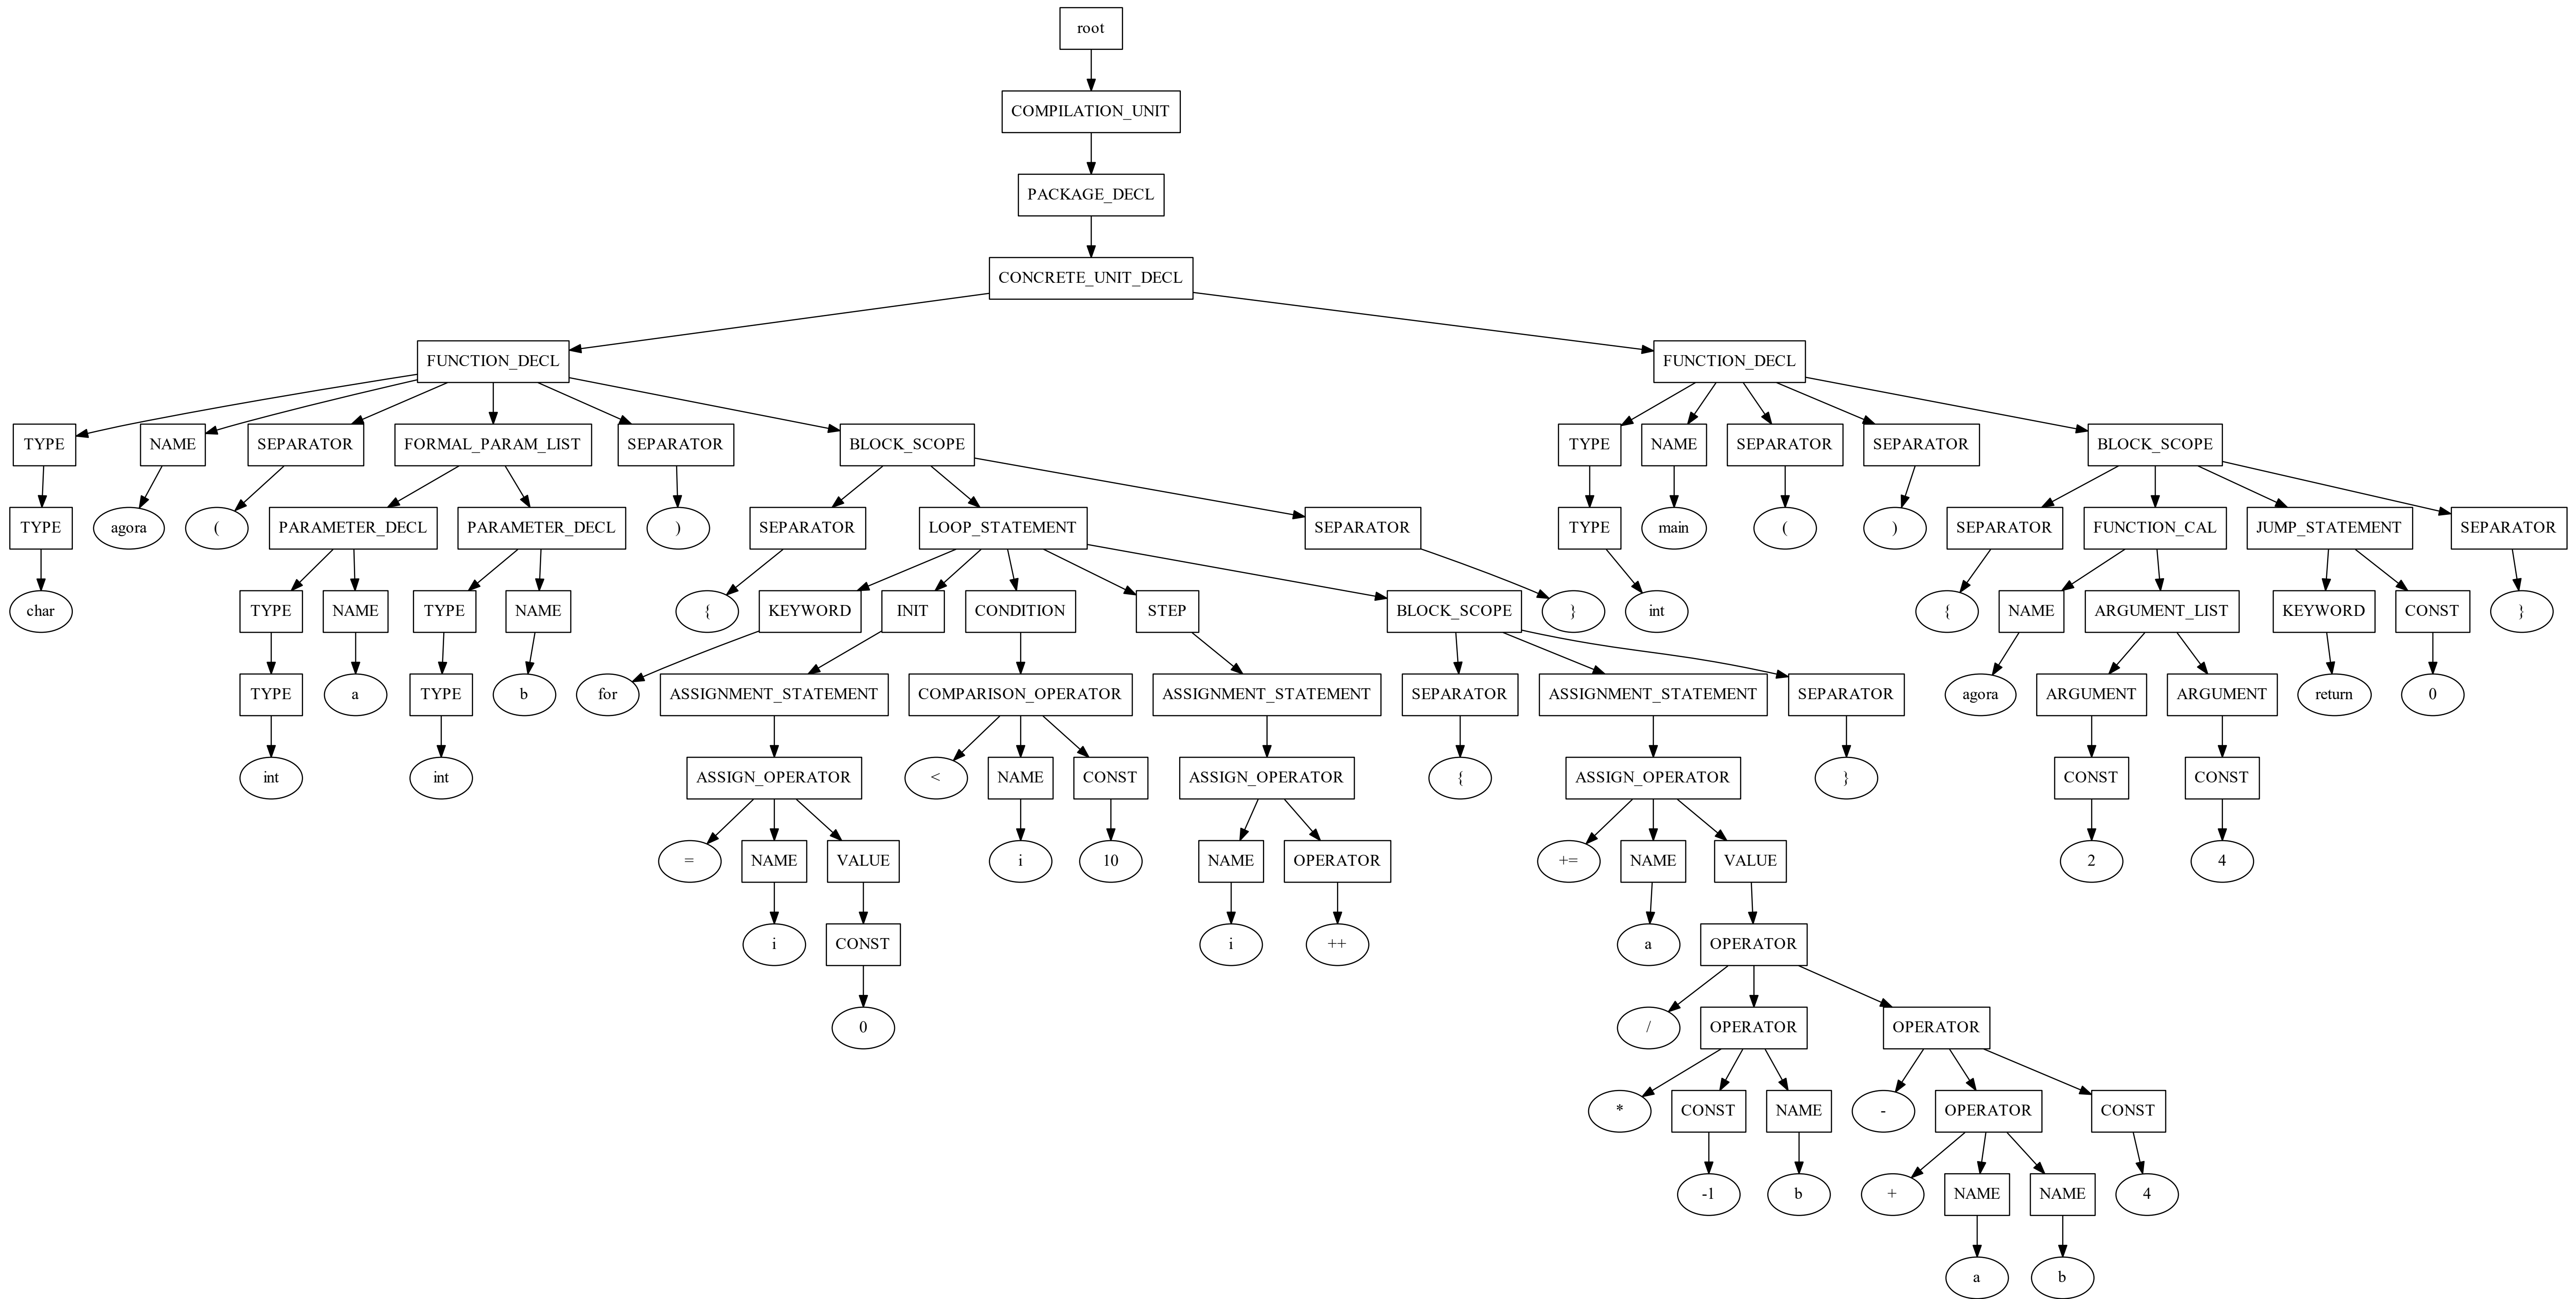 root
COMPILATION_UNIT
PACKAGE_DECL
CONCRETE_UNIT_DECL
FUNCTION_DECL FUNCTION_DECL
TYPE NAME SEPARATOR FORMAL_PARAM_LIST SEPARATOR BLOCK_SCOPE TYPE NAME SEPARATOR SEPARATOR BLOCK_SCOPE
TYPE agora ( PARAMETER_DECL PARAMETER_DECL ) SEPARATOR LOOP_STATEMENT SEPARATOR TYPE main ( ) SEPARATOR FUNCTION_CAL JUMP_STATEMENT SEPARATOR
char TYPE NAME TYPE NAME { KEYWORD INIT CONDITION STEP BLOCK_SCOPE } int { NAME ARGUMENT_LIST KEYWORD CONST }
TYPE a TYPE b for ASSIGNMENT_STATEMENT COMPARISON_OPERATOR ASSIGNMENT_STATEMENT SEPARATOR ASSIGNMENT_STATEMENT SEPARATOR agora ARGUMENT ARGUMENT return 0
int int ASSIGN_OPERATOR < NAME CONST ASSIGN_OPERATOR { ASSIGN_OPERATOR } CONST CONST
= NAME VALUE i 10 NAME OPERATOR += NAME VALUE 2 4
i CONST i ++ a OPERATOR
0 / OPERATOR OPERATOR
* CONST NAME - OPERATOR CONST
-1 b + NAME NAME 4
a b